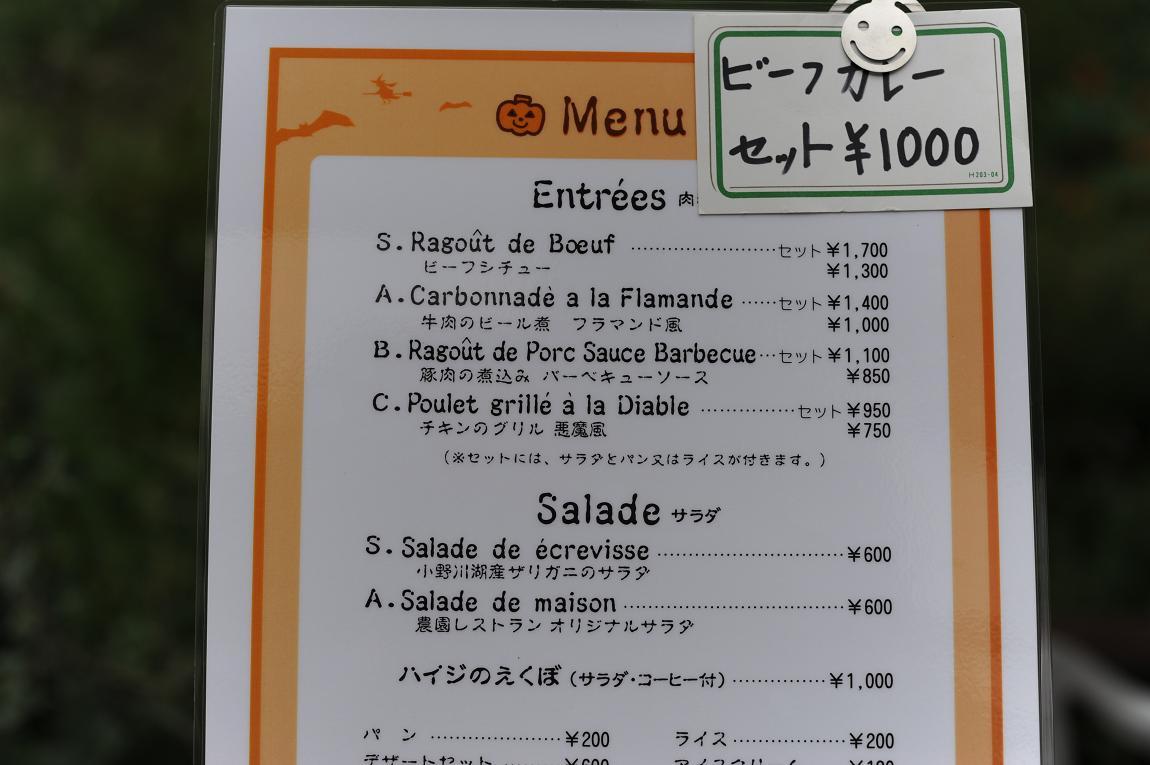 ビーフカレー
セット¥1000
H203-04
Menu
Entrées 肉
S. Ragoût de Bœuf ……………………セット¥1,700
ビーフシチュー ¥1,300
A. Carbonnadè a la Flamande ……セット¥1,400
牛肉のビール煮 フラマンド風 ¥1,000
B. Ragoût de Porc Sauce Barbecue…セット¥1,100
豚肉の煮込み バーベキューソース ¥850
C. Poulet grillé à la Diable ……………セット¥950
チキンのグリル 悪魔風 ¥750
(※セットには、サラダとパン又はライスが付きます。)
Salade サラダ
S. Salade de écrevisse ……………………¥600
小野川湖産ザリガニのサラダ
A. Salade de maison ……………………¥600
農園レストラン オリジナルサラダ
ハイジのえくぼ (サラダ・コーヒー付) ……………¥1,000
パン ……………¥200 ライス ……………¥200
デザートセット